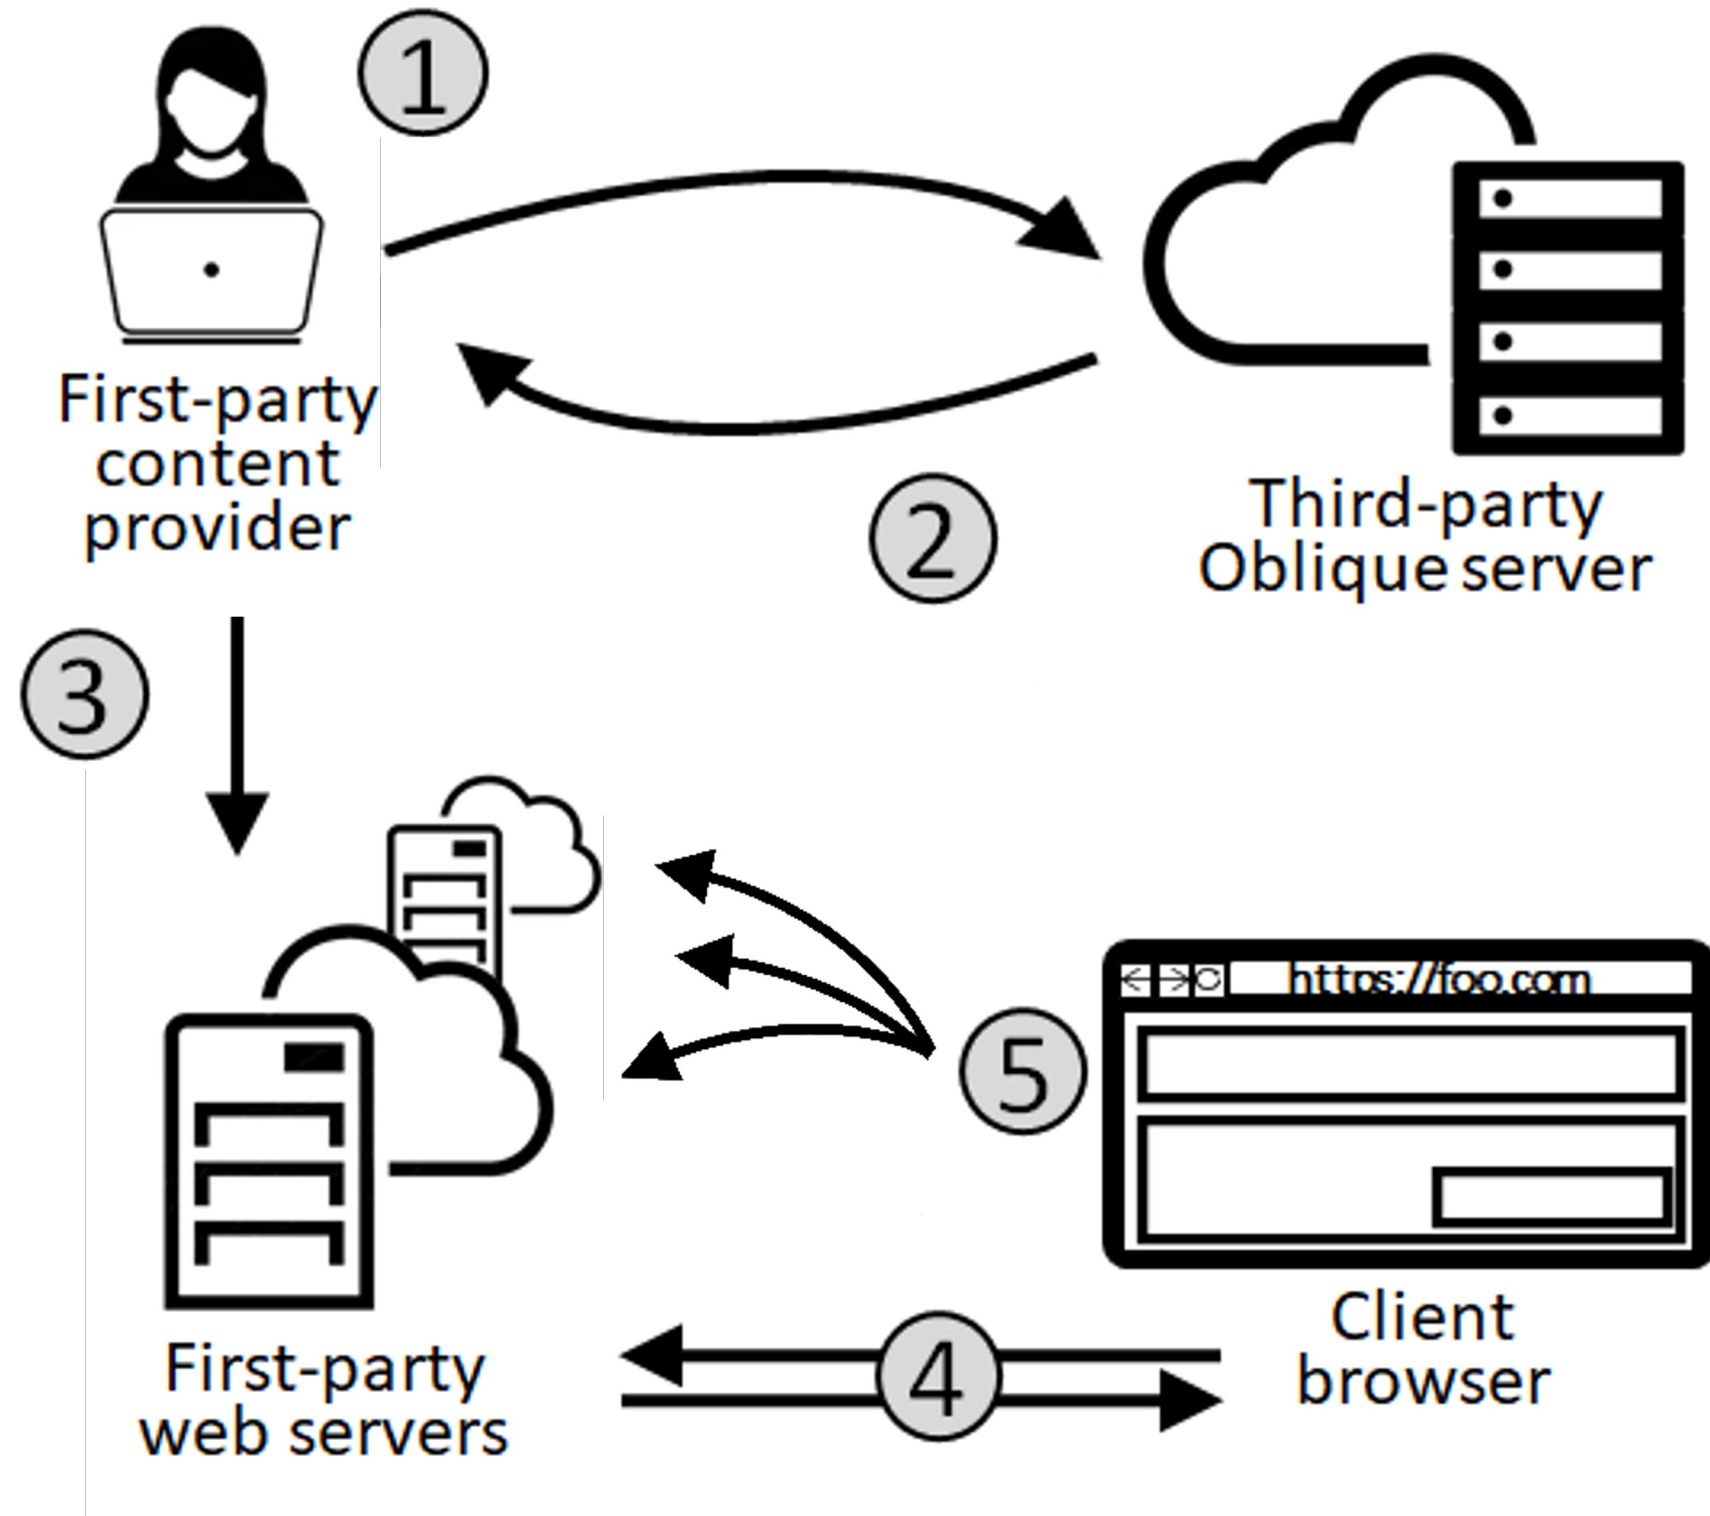 1
First-party
content
provider
Third-party
Oblique server
2
3
https://foo.com
5
4
Client
browser
First-party
web servers